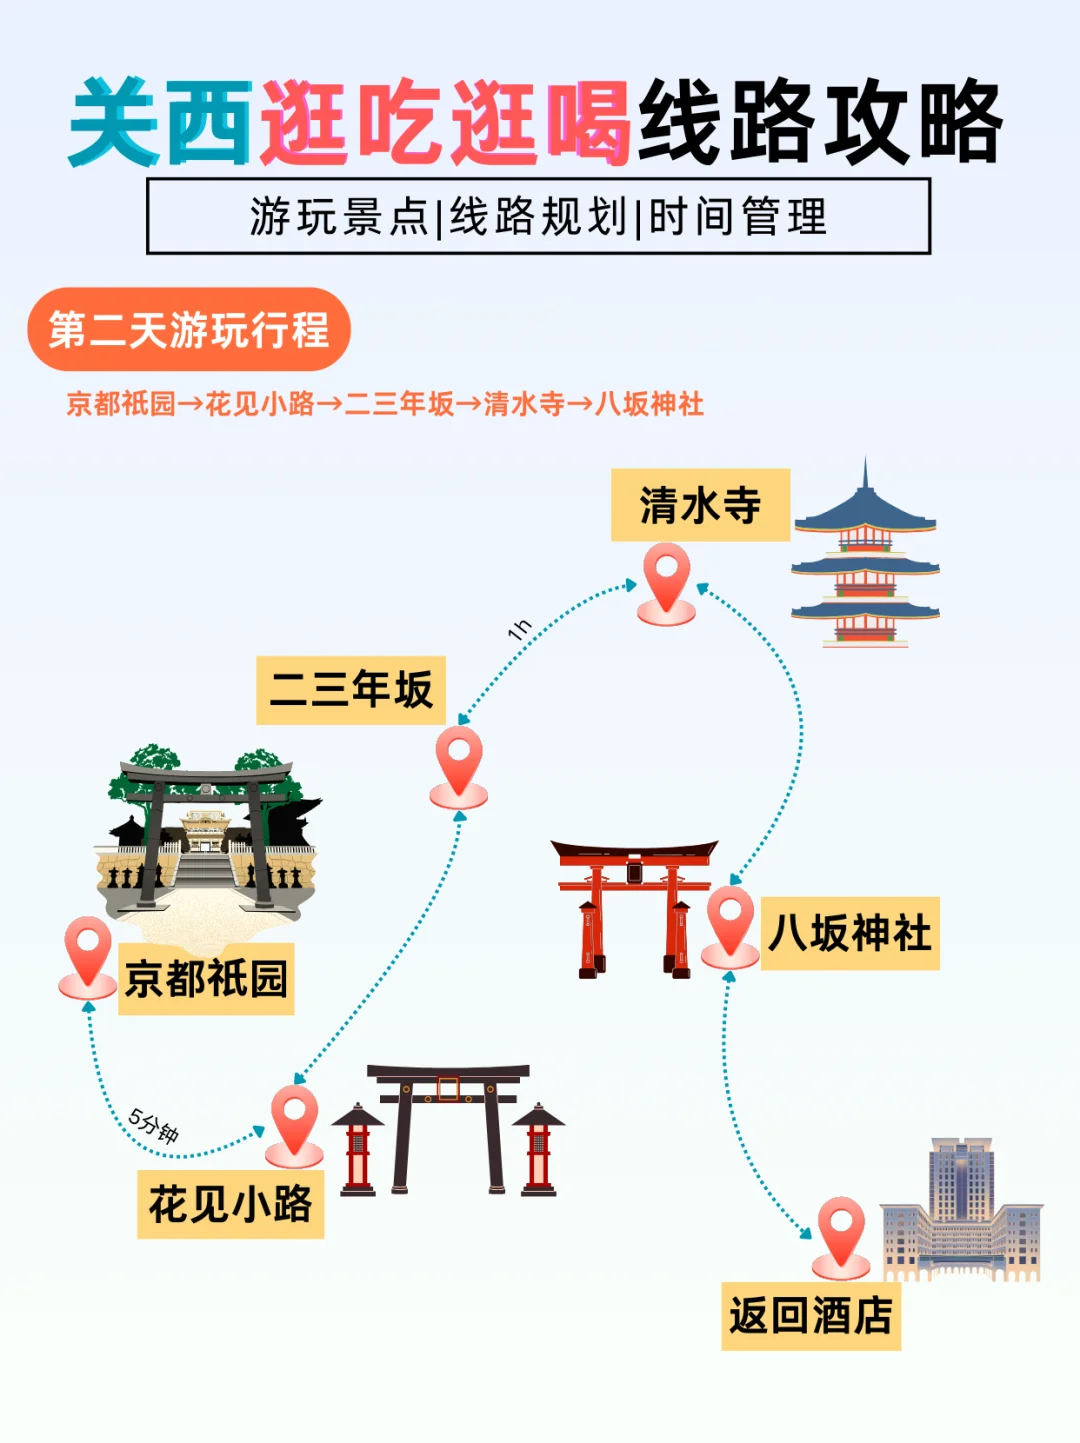 关西逛吃逛喝线路攻略
游玩景点|线路规划|时间管理
第二天游玩行程
京都祇园→花见小路→二三年坂→清水寺→八坂神社
清水寺
1h
二三年坂
八坂神社
京都祇园
5分钟
花见小路
返回酒店